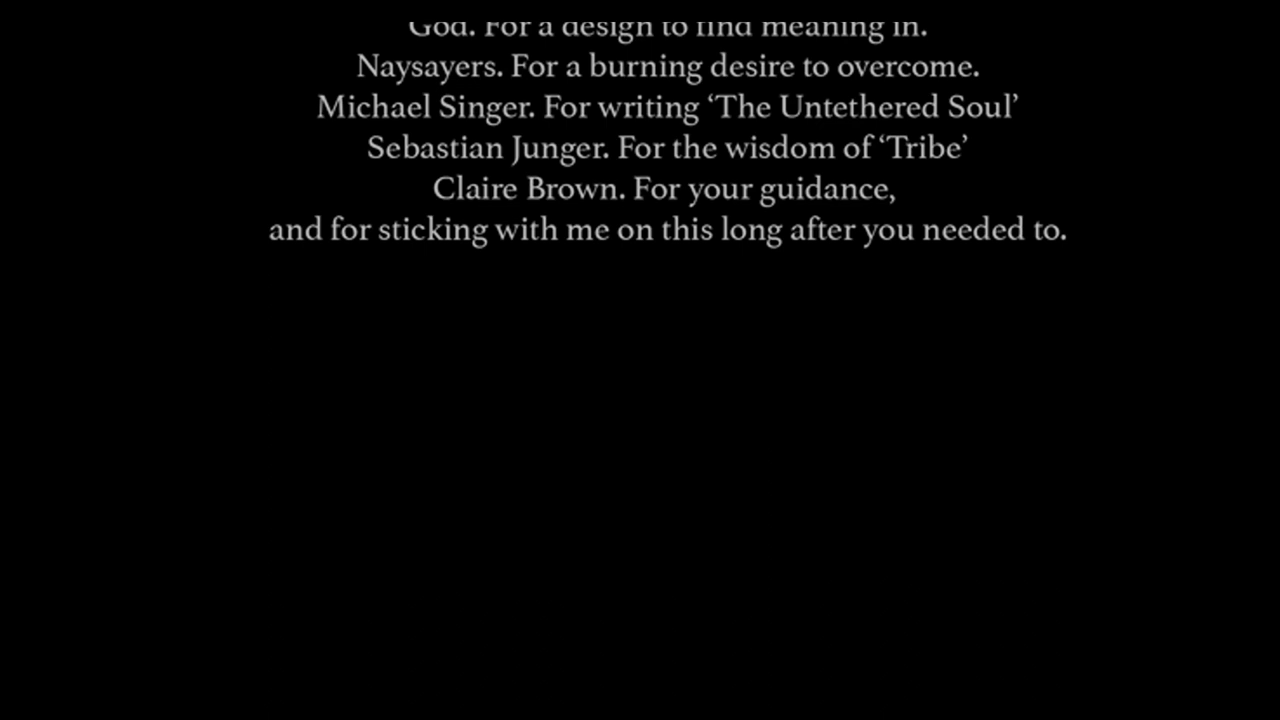 God. For a design to find meaning in.
Naysayers. For a burning desire to overcome.
Michael Singer. For writing ‘The Untethered Soul’
Sebastian Junger. For the wisdom of ‘Tribe’
Claire Brown. For your guidance,
and for sticking with me on this long after you needed to.